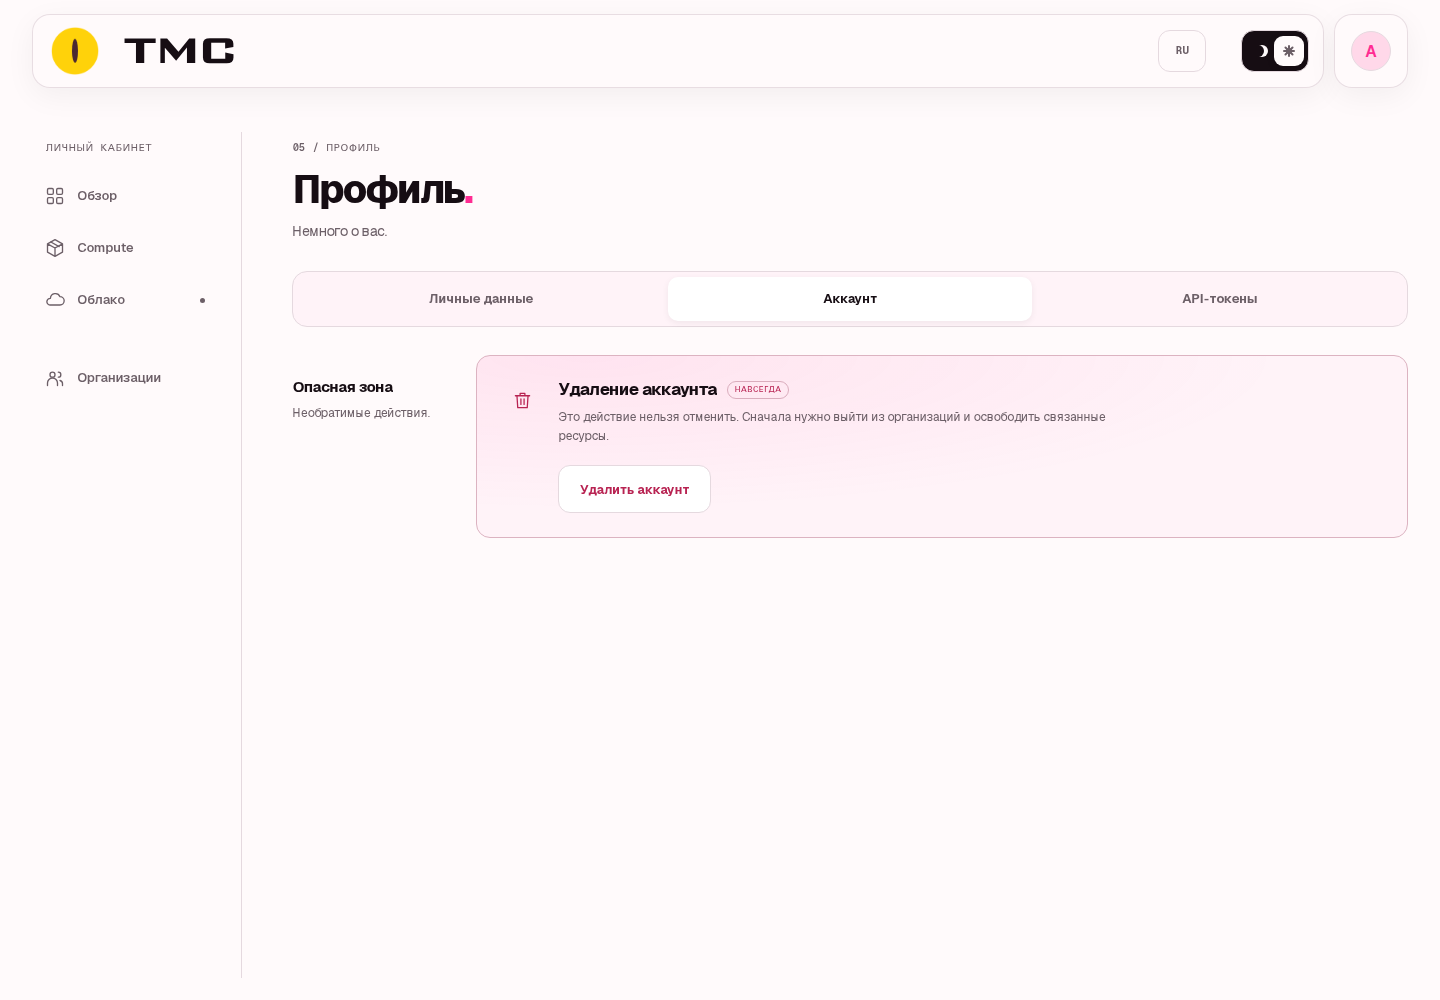 TMC
RU
A
ЛИЧНЫЙ КАБИНЕТ
Обзор
Compute
Облако
Организации
05 / ПРОФИЛЬ
Профиль.
Немного о вас.
Личные данные
Аккаунт
API-токены
Опасная зона
Необратимые действия.
Удаление аккаунта
НАВСЕГДА
Это действие нельзя отменить. Сначала нужно выйти из организаций и освободить связанные
ресурсы.
Удалить аккаунт